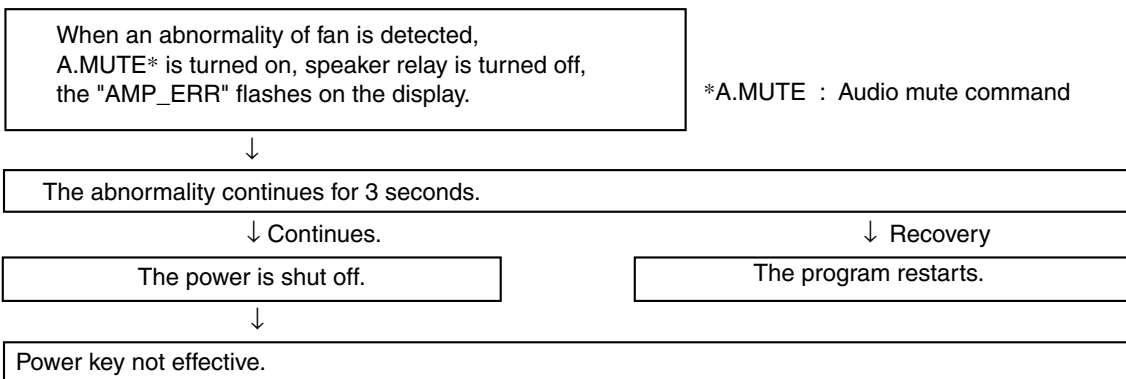 When an abnormality of fan is detected,
A.MUTE* is turned on, speaker relay is turned off,
the "AMP_ERR" flashes on the display.
*A.MUTE : Audio mute command
↓
The abnormality continues for 3 seconds.
↓ Continues.
↓ Recovery
The power is shut off.
The program restarts.
↓
Power key not effective.